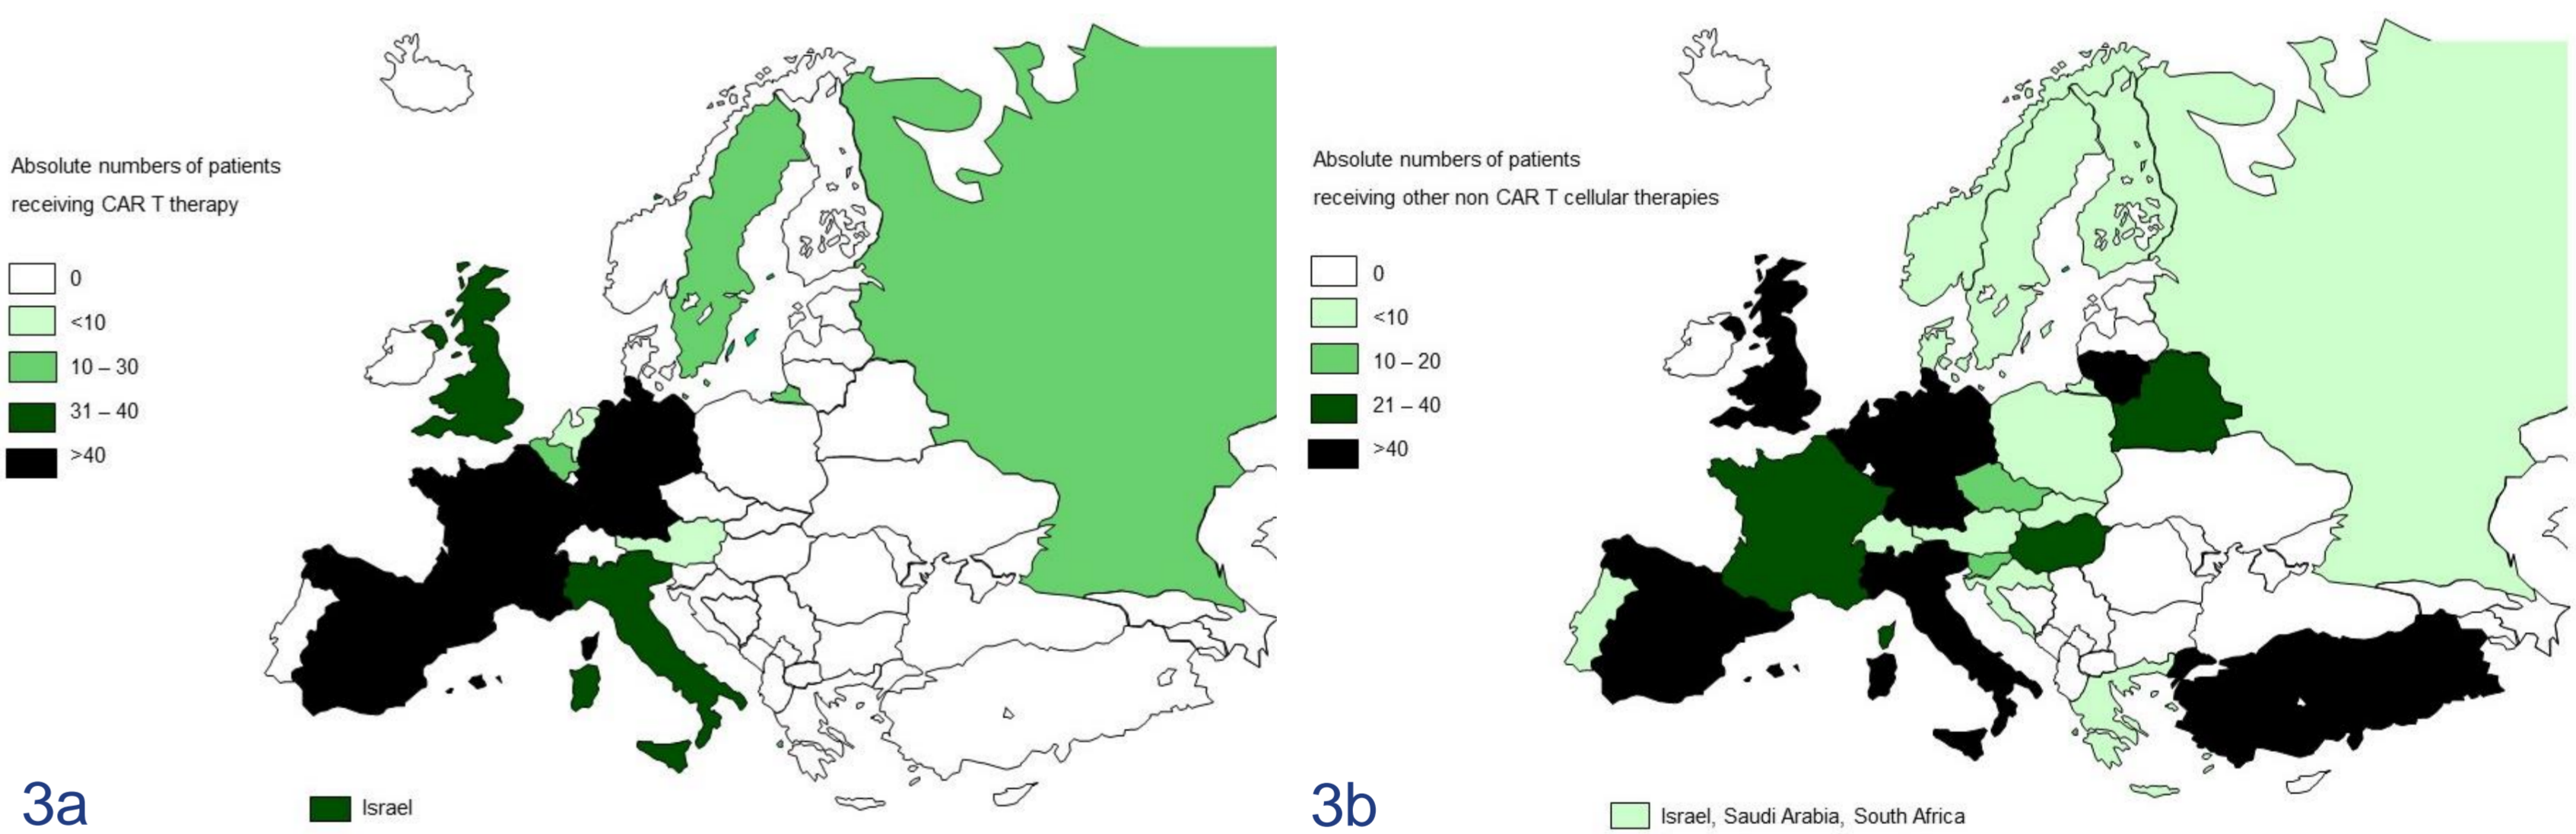 Absolute numbers of patients
receiving CAR T therapy
0
<10
10 – 30
31 – 40
>40
Israel
3a
Absolute numbers of patients
receiving other non CAR T cellular therapies
0
<10
10 – 20
21 – 40
>40
Israel, Saudi Arabia, South Africa
3b